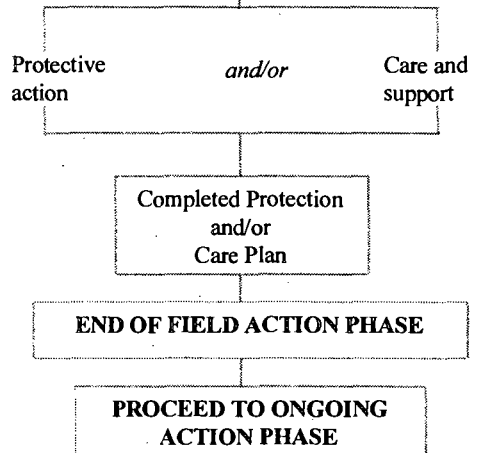 Protective action
and/or
Care and support
Completed Protection
and/or
Care Plan
END OF FIELD ACTION PHASE
PROCEED TO ONGOING
ACTION PHASE